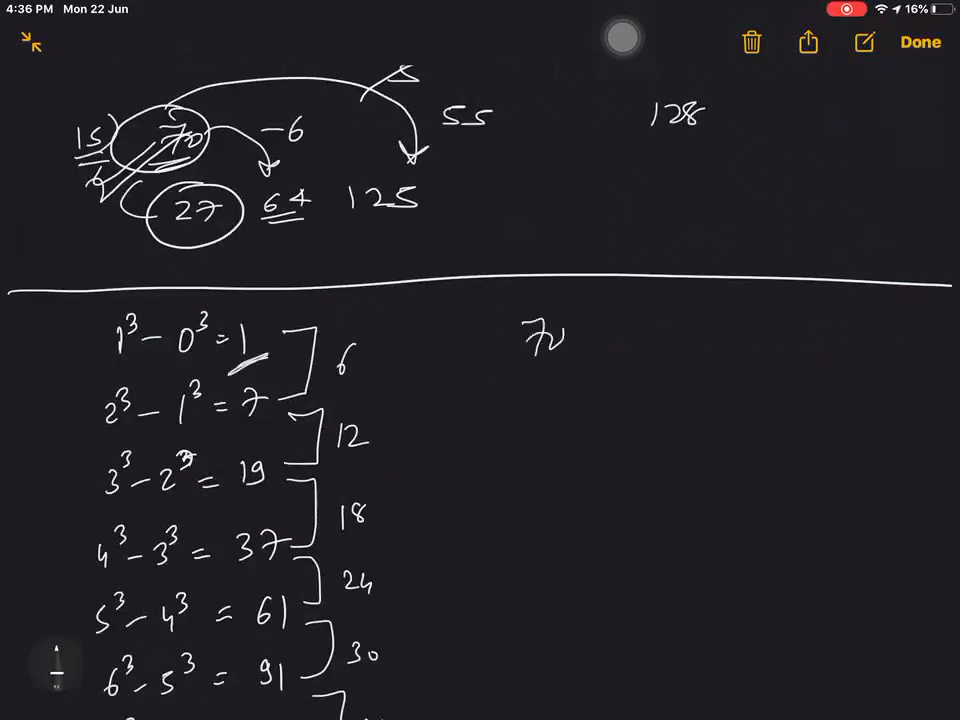 4:36 PM Mon 22 Jun 16%
Done
55 128
15 70 -6
27 64 125
1³ - 0³ = 1
6
70
2³ - 1³ = 7
12
3³ - 2³ = 19
18
4³ - 3³ = 37
24
5³ - 4³ = 61
30
6³ - 5³ = 91